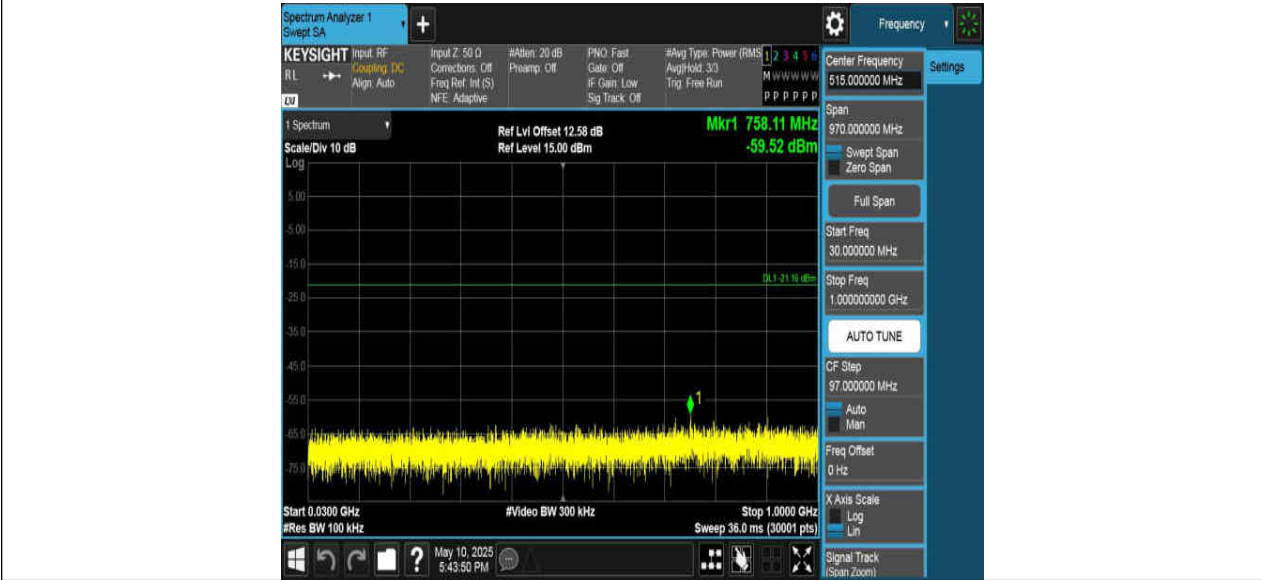 Spectrum Analyzer 1
Swept SA
+
Frequency
KEYSIGHT
RL
Input: RF
Coupling: DC
Align: Auto
Input Z: 50 Ω
Corrections: Off
Freq Ref: Int (S)
NFE: Adaptive
#Atten: 20 dB
Preamp: Off
PNO: Fast
Gate: Off
IF Gain: Low
Sig Track: Off
#Avg Type: Power (RMS
Avg|Hold: 3/3
Trig: Free Run
1 2 3 4 5 6
M W W W W W
P P P P P P
1 Spectrum
Scale/Div 10 dB
Log
Ref Lvl Offset 12.58 dB
Ref Level 15.00 dBm
Mkr1 758.11 MHz
-59.52 dBm
5.00
-5.00
-15.0
DL1 -21.16 dBm
-25.0
-35.0
-45.0
-55.0
1
-65.0
-75.0
Start 0.0300 GHz
#Res BW 100 kHz
#Video BW 300 kHz
Stop 1.0000 GHz
Sweep 36.0 ms (30001 pts)
?
May 10, 2025
5:43:50 PM
Center Frequency
515.000000 MHz
Settings
Span
970.000000 MHz
Swept Span
Zero Span
Full Span
Start Freq
30.000000 MHz
Stop Freq
1.000000000 GHz
AUTO TUNE
CF Step
97.000000 MHz
Auto
Man
Freq Offset
0 Hz
X Axis Scale
Log
Lin
Signal Track
(Span Zoom)